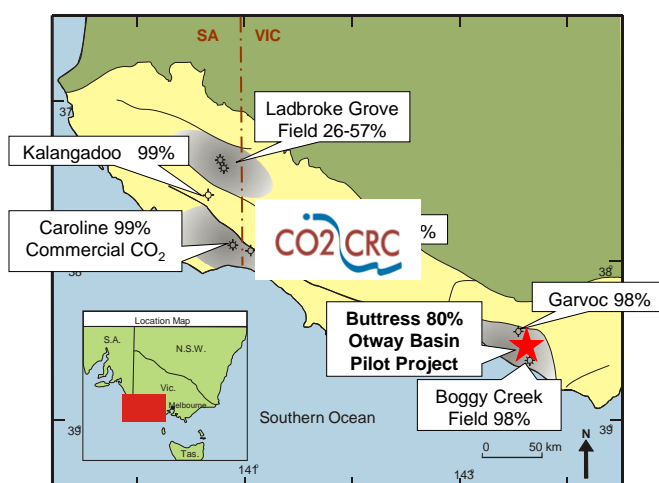 SA VIC
37
Ladbroke Grove
Field 26-57%
Kalangadoo 99%
Caroline 99%
Commercial CO₂
CO2 CRC
%
38
38
Garvoc 98%
Buttress 80%
Otway Basin
Pilot Project
Boggy Creek
Field 98%
Location Map
S.A.
N.S.W.
Vic.
Melbourne
Tas.
Southern Ocean
39
39
0 50 km
N
141°
143°